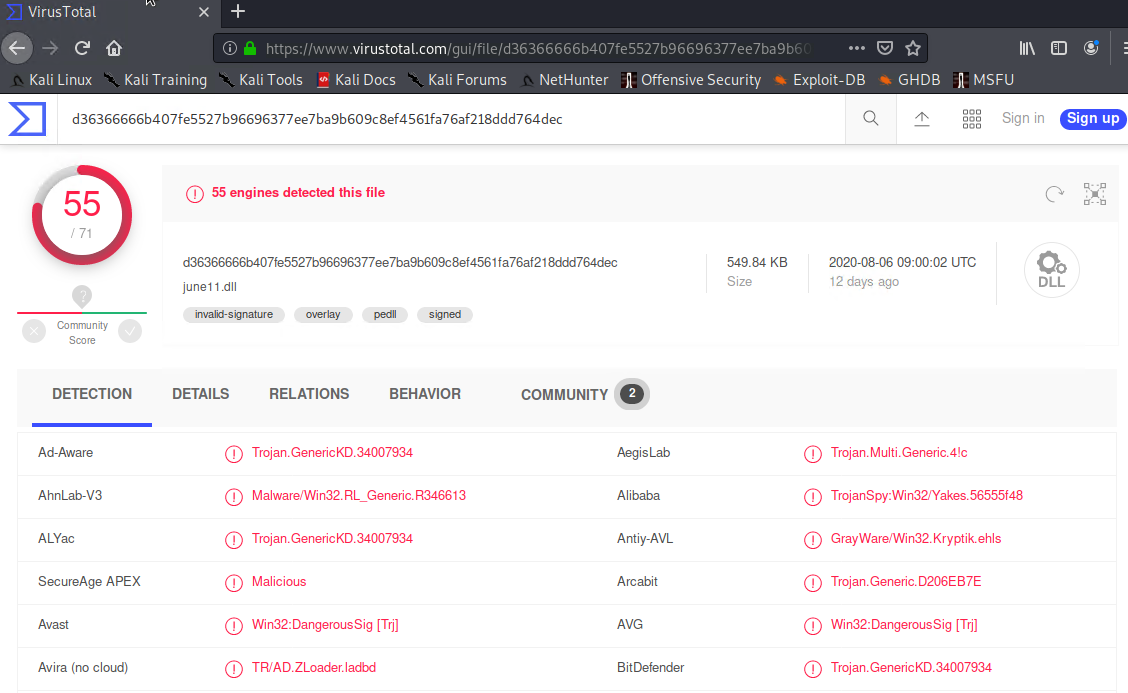 VirusTotal
https://www.virustotal.com/gui/file/d36366666b407fe5527b96696377ee7ba9b60
Kali Linux Kali Training Kali Tools Kali Docs Kali Forums NetHunter Offensive Security Exploit-DB GHDB MSFU
d36366666b407fe5527b96696377ee7ba9b609c8ef4561fa76af218ddd764dec Sign in Sign up
55
/ 71
? Community Score
55 engines detected this file
d36366666b407fe5527b96696377ee7ba9b609c8ef4561fa76af218ddd764dec
june11.dll
invalid-signature overlay pedll signed
549.84 KB
Size
2020-08-06 09:00:02 UTC
12 days ago
DLL
DETECTION DETAILS RELATIONS BEHAVIOR COMMUNITY 2
Ad-Aware Trojan.GenericKD.34007934 AegisLab Trojan.Multi.Generic.4!c
AhnLab-V3 Malware/Win32.RL_Generic.R346613 Alibaba TrojanSpy:Win32/Yakes.56555f48
ALYac Trojan.GenericKD.34007934 Antiy-AVL GrayWare/Win32.Kryptik.ehls
SecureAge APEX Malicious Arcabit Trojan.Generic.D206EB7E
Avast Win32:DangerousSig [Trj] AVG Win32:DangerousSig [Trj]
Avira (no cloud) TR/AD.ZLoader.ladbd BitDefender Trojan.GenericKD.34007934